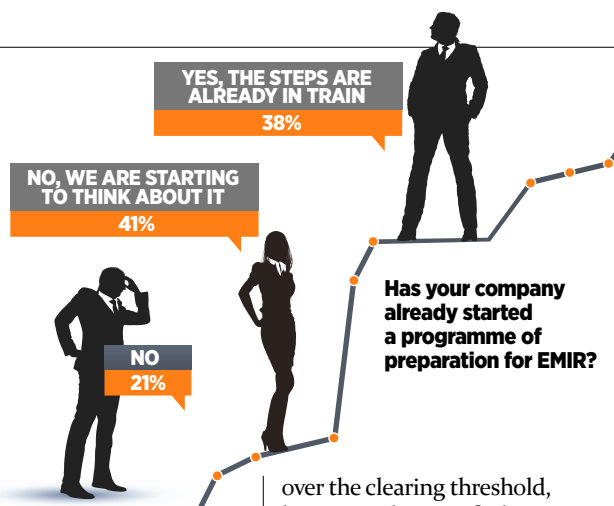 YES, THE STEPS ARE
ALREADY IN TRAIN
38%
NO, WE ARE STARTING
TO THINK ABOUT IT
41%
NO
21%
Has your company
already started
a programme of
preparation for EMIR?
over the clearing threshold,